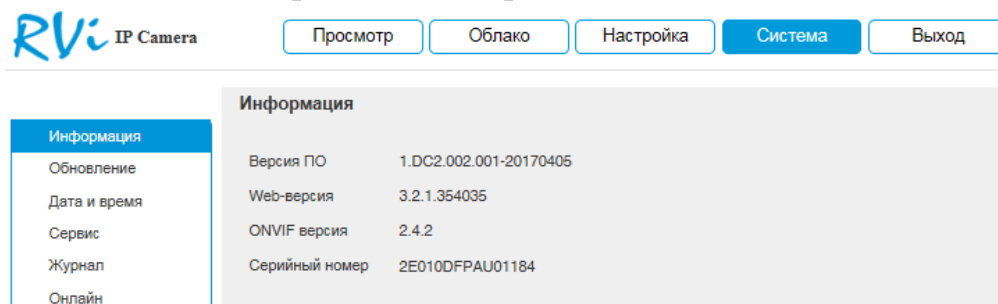 RVi IP Camera
Просмотр Облако Настройка Система Выход
Информация
Информация
Обновление
Дата и время
Сервис
Журнал
Онлайн
Версия ПО 1.DC2.002.001-20170405
Web-версия 3.2.1.354035
ONVIF версия 2.4.2
Серийный номер 2E010DFPAU01184